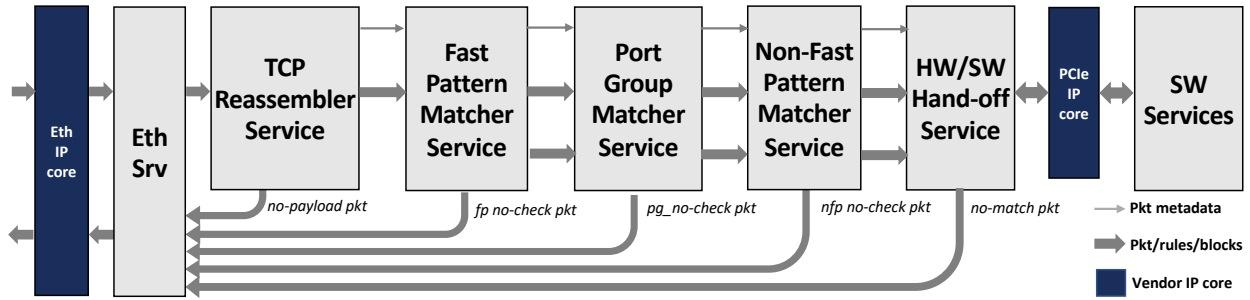 Eth
IP
core
Eth
Srv
TCP
Reassembler
Service
Fast
Pattern
Matcher
Service
Port
Group
Matcher
Service
Non-Fast
Pattern
Matcher
Service
HW/SW
Hand-off
Service
PCIe
IP
core
SW
Services
no-payload pkt
fp no-check pkt
pg_no-check pkt
nfp no-check pkt
no-match pkt
Pkt metadata
Pkt/rules/blocks
Vendor IP core